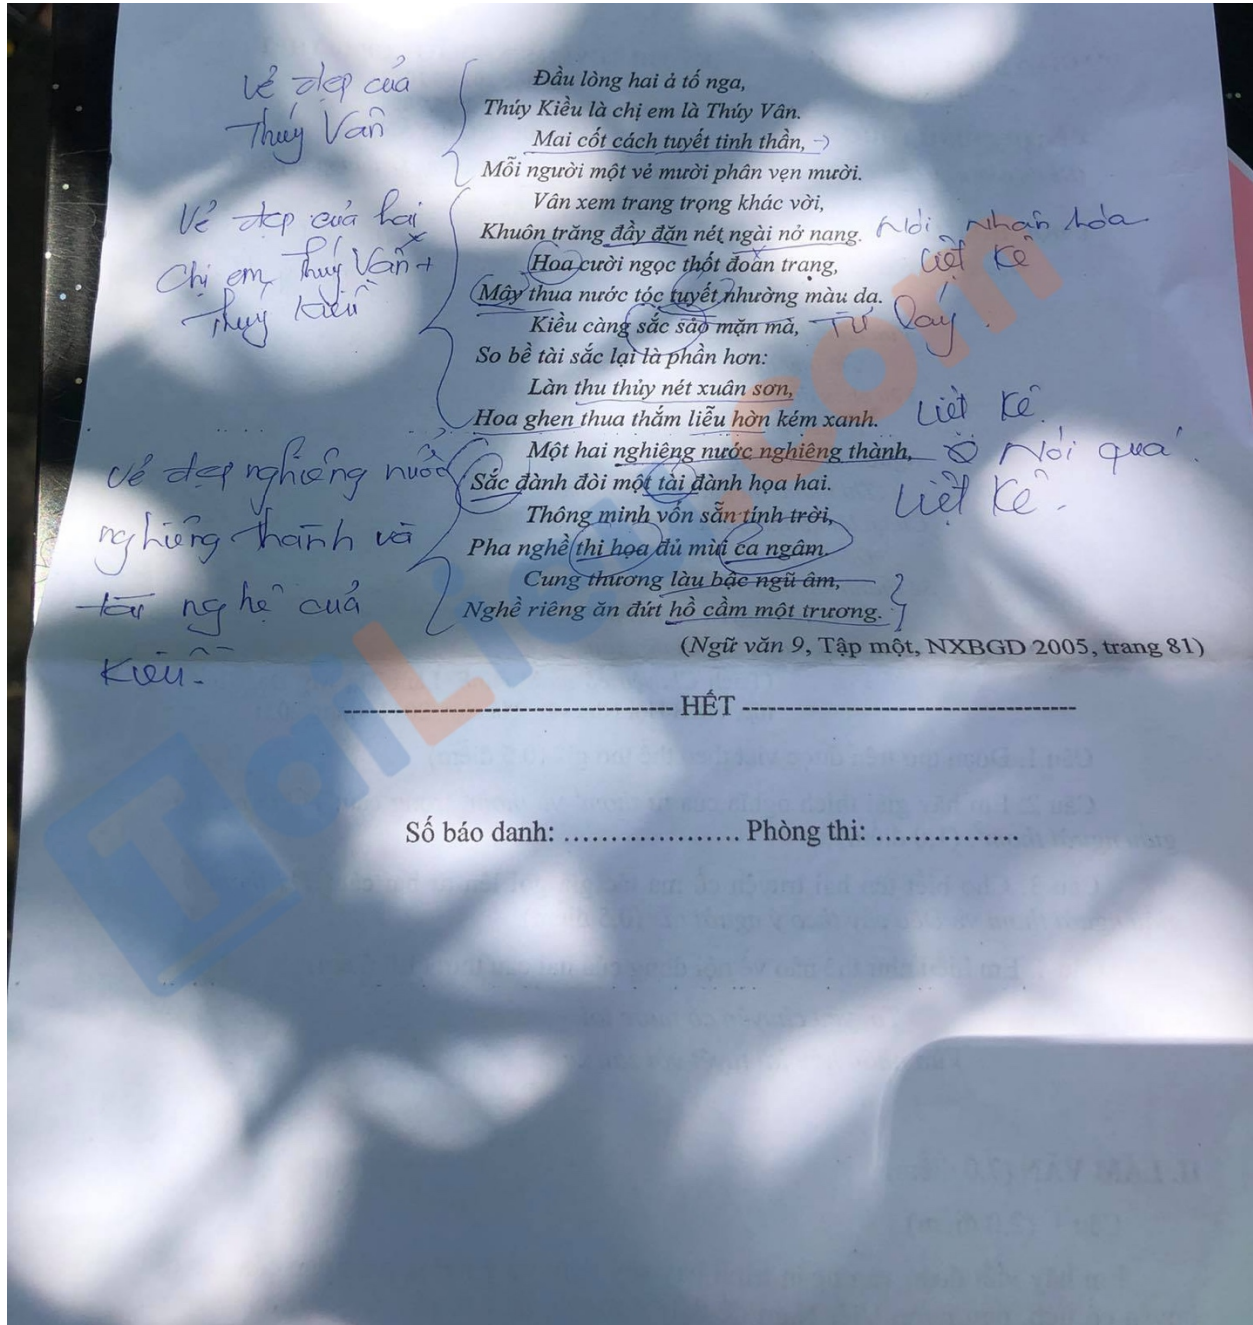 Vẻ đẹp của
Thúy Vân
Đầu lòng hai ả tố nga,
Thúy Kiều là chị em là Thúy Vân.
Mai cốt cách tuyết tinh thần,
Mỗi người một vẻ mười phân vẹn mười.
Vẻ đẹp của hai
Chị em, Thúy Vân +
Thúy Kiều
Vân xem trang trọng khác vời,
Khuôn trăng đầy đặn nét ngài nở nang. Nhân hóa
Hoa cười ngọc thốt đoan trang, Liệt Kê
Mây thua nước tóc tuyết nhường màu da.
Kiều càng sắc sảo mặn mà, Từ láy.
So bề tài sắc lại là phần hơn:
Làn thu thủy nét xuân sơn,
Hoa ghen thua thắm liễu hờn kém xanh. Liệt Kê
Vẻ đẹp nghiêng nước
nghiêng thành và
tài nghệ của
Kiều.
Một hai nghiêng nước nghiêng thành, Nói quá.
Sắc đành đòi một tài đành họa hai. Liệt Kê.
Thông minh vốn sẵn tính trời,
Pha nghề thi họa đủ mùi ca ngâm.
Cung thương làu bậc ngũ âm,
Nghề riêng ăn đứt hồ cầm một trương.
(Ngữ văn 9, Tập một, NXBGD 2005, trang 81)
HẾT
Số báo danh: ................... Phòng thi: ................
TaiLieu.com